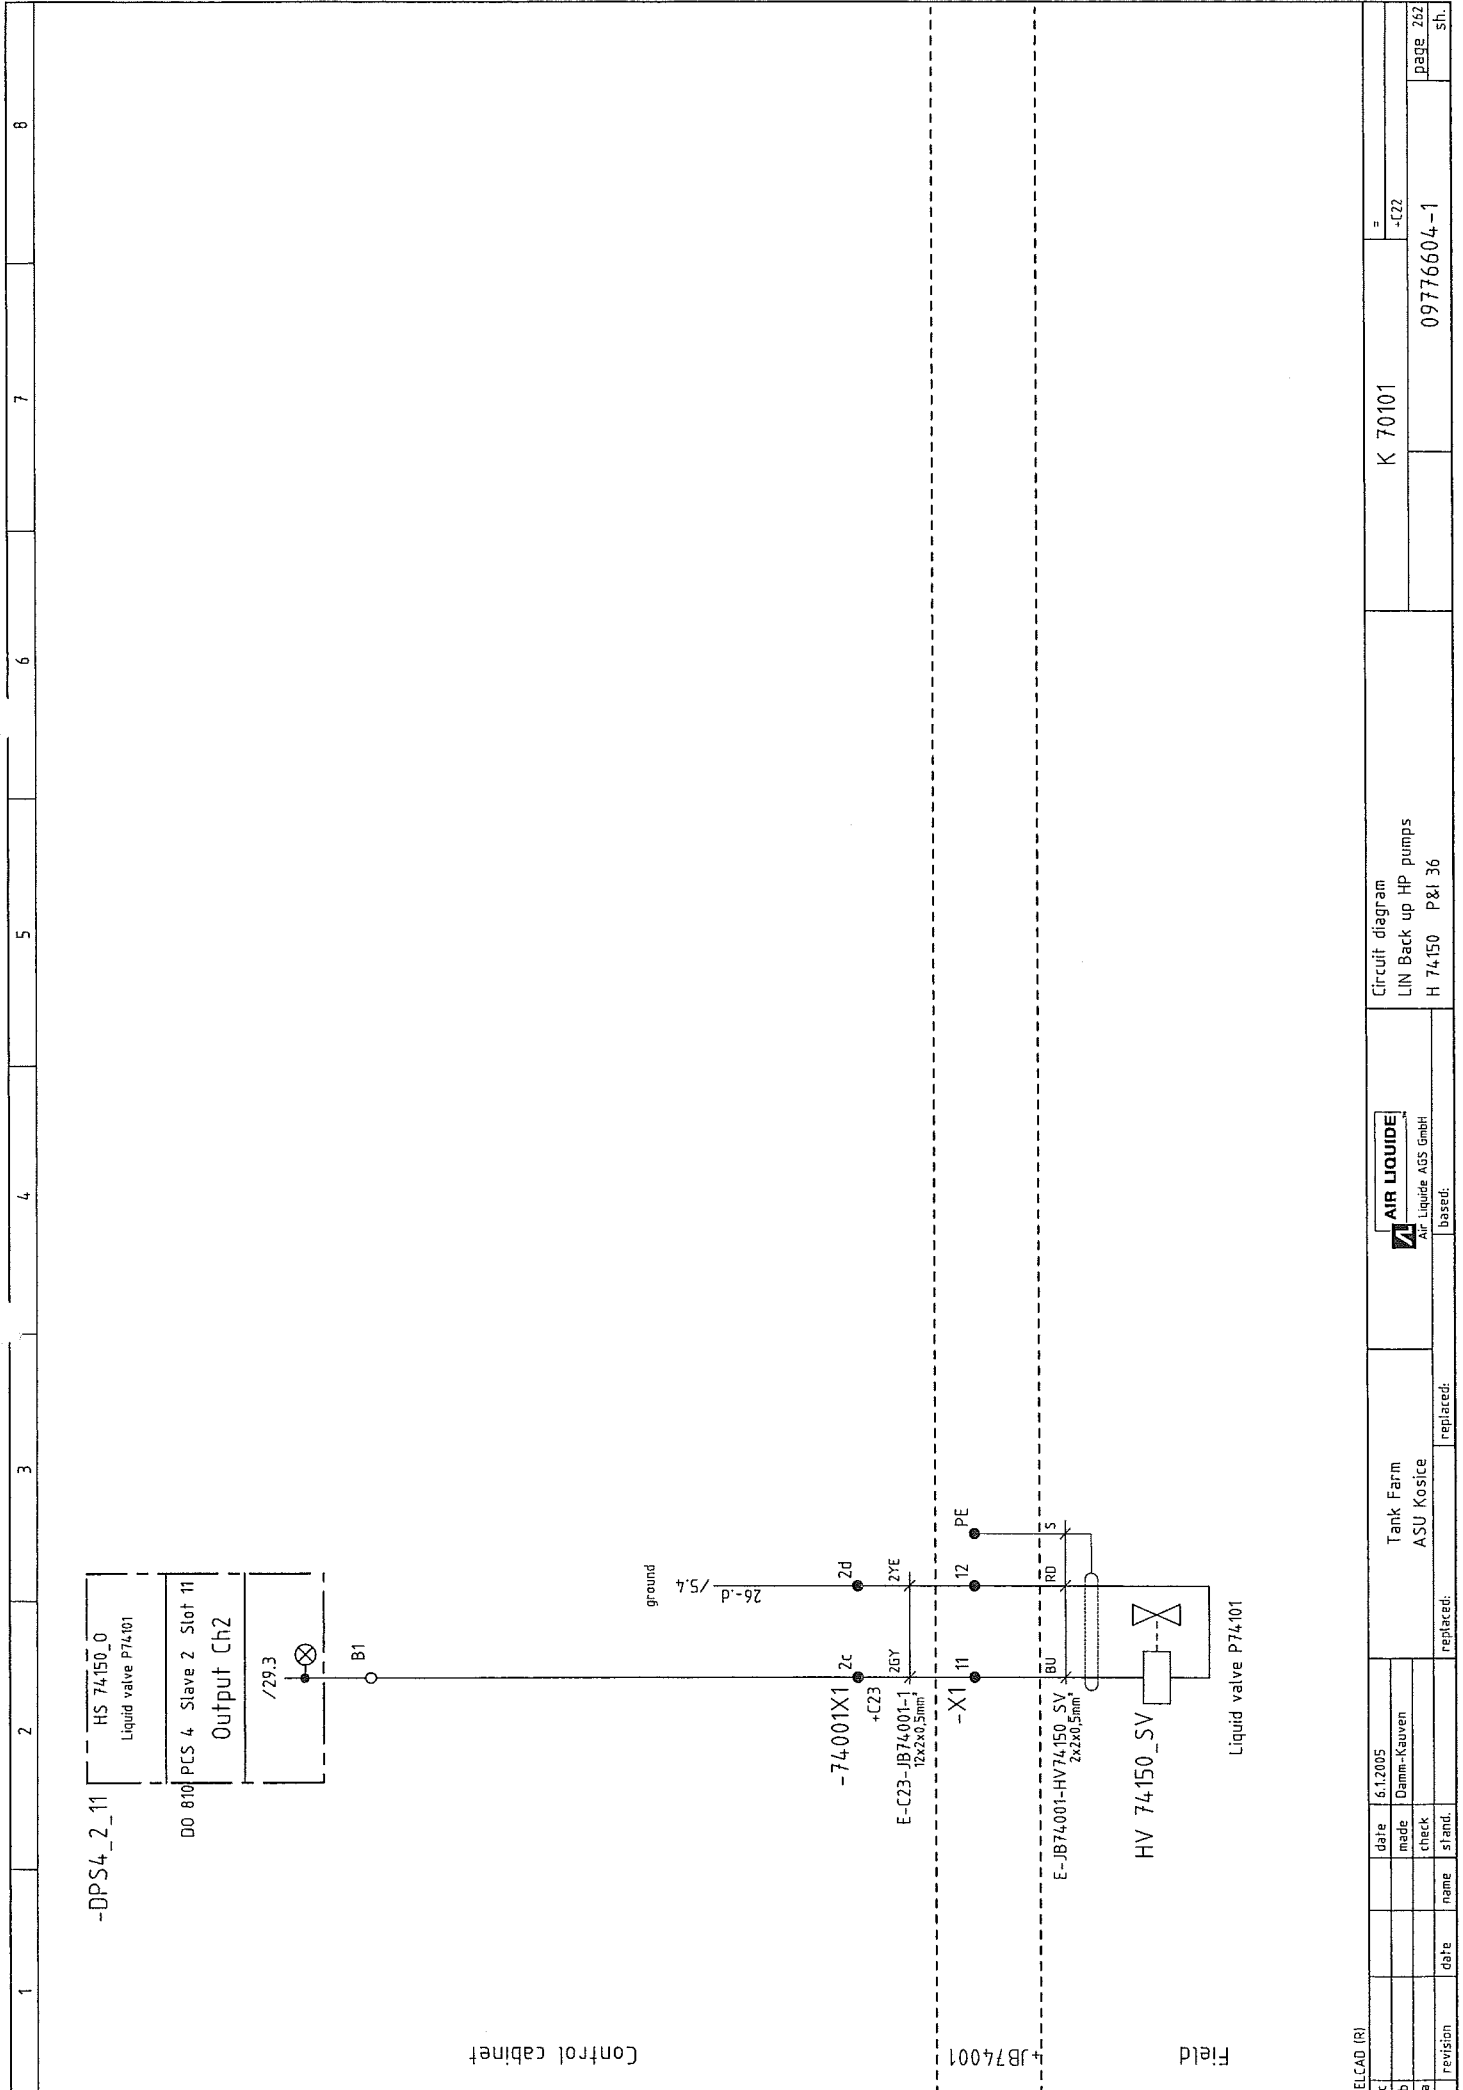 1
2
3
4
5
6
7
8
-DPS4_2_11
HS 74150_O
Liquid valve P74101
DO 810 PCS 4 Slave 2 Slot 11
Output Ch2
/29.3
B1
Control cabinet
ground
/5.4
26-.d
-74001X1
2c
2d
+C23
E-C23-JB74001-1
12x2x0,5mm²
2GY
2YE
+JB74001
-X1
11
12
PE
E-JB74001-HV74150_SV
2x2x0,5mm²
BU
RD
S
HV 74150_SV
Liquid valve P74101
Field
ELCAD (R)
c
b
a
revision
date
name
date
6.1.2005
made
Damm-Kauven
check
stand.
Tank Farm
ASU Kosice
replaced:
replaced:
AIR LIQUIDE
Air Liquide AGS GmbH
based:
Circuit diagram
LIN Back up HP pumps
H 74150 P&I 36
K 70101
=
+C22
09776604-1
page 262
sh.